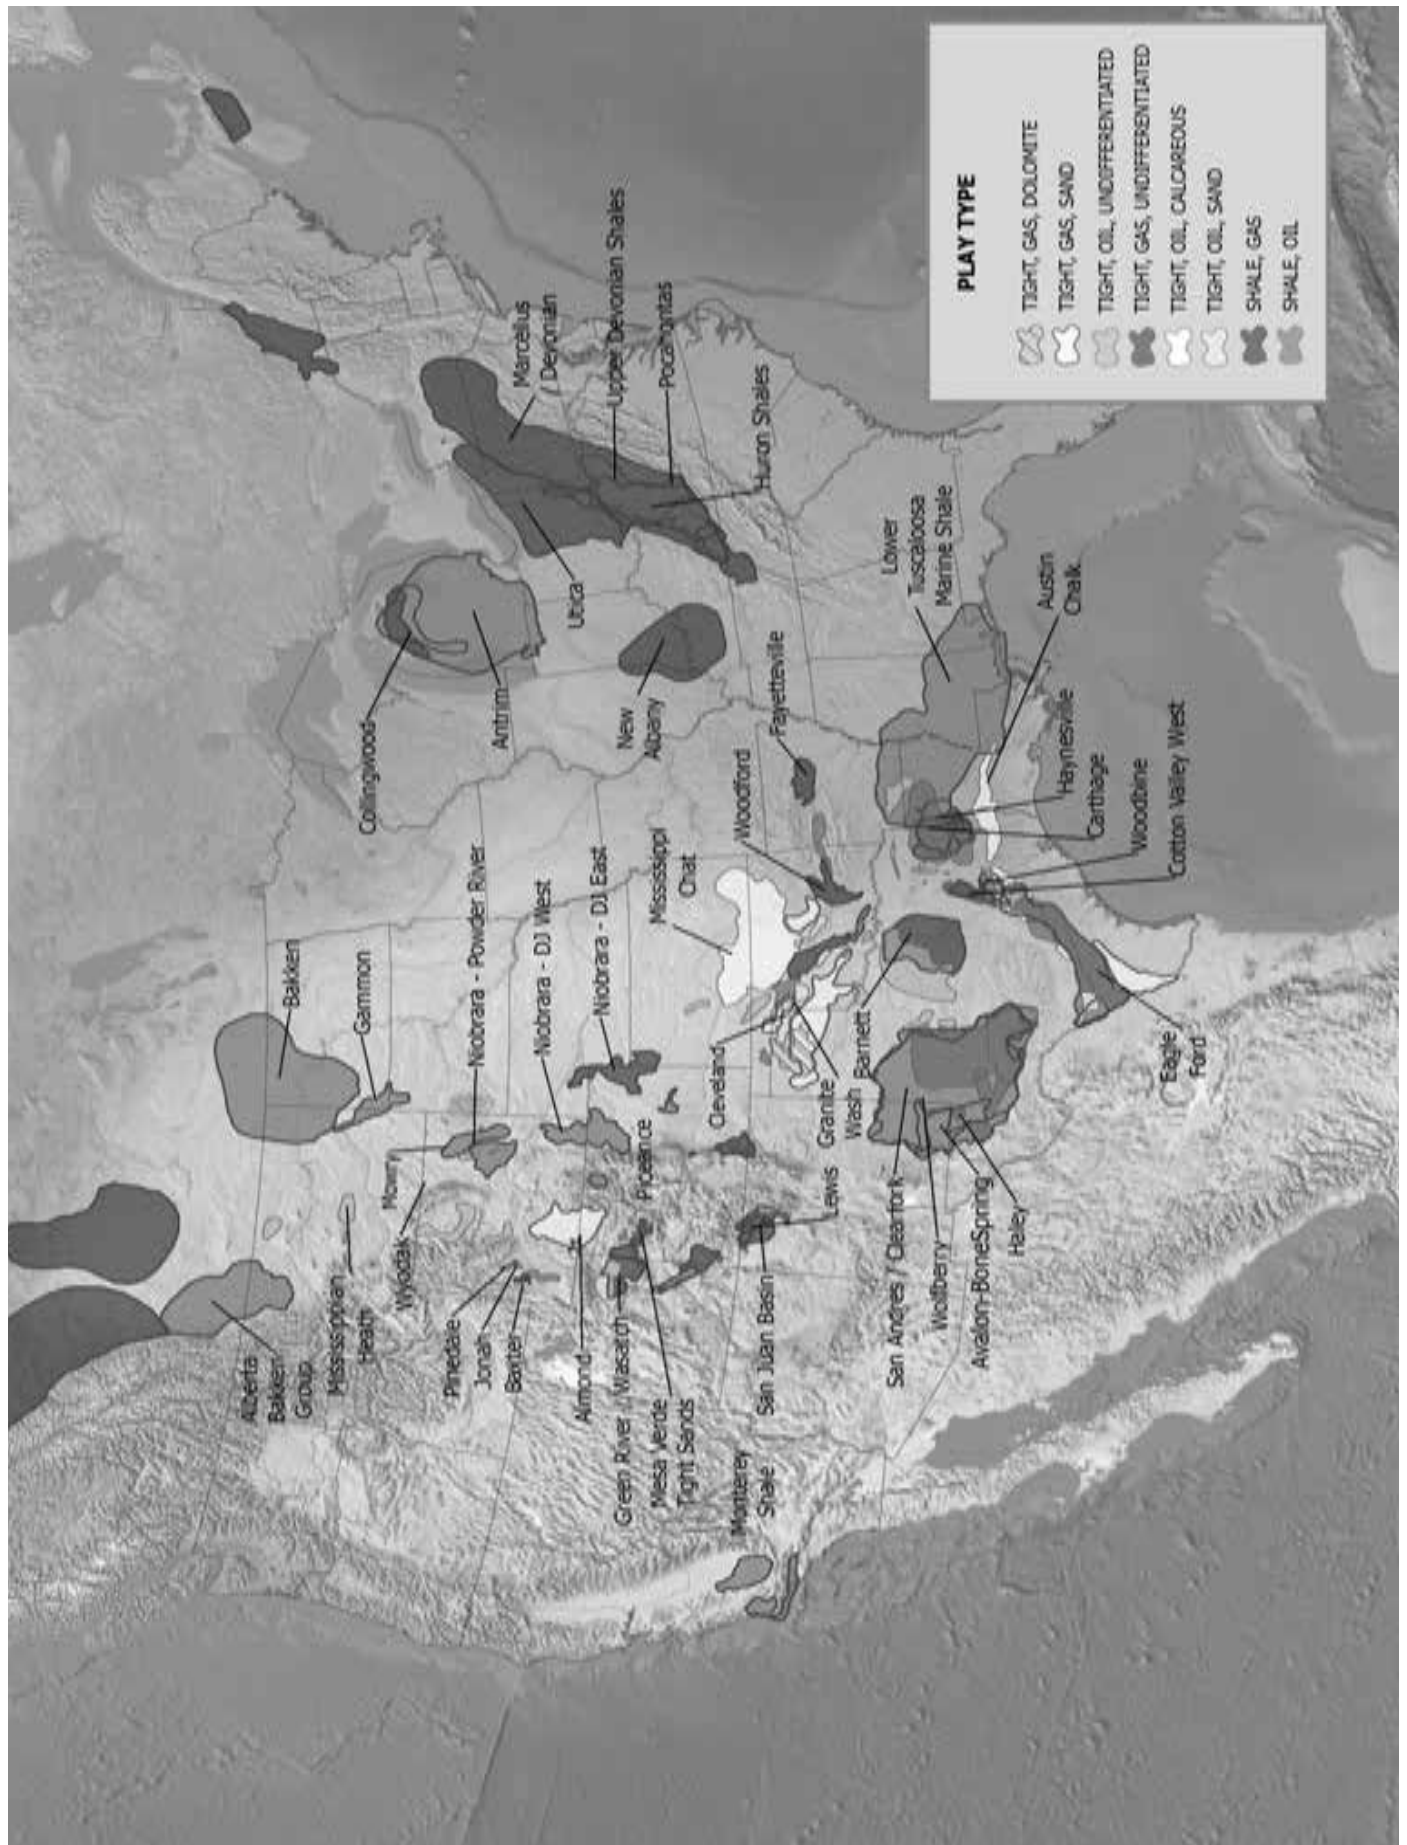 Alberta
Bakken
Group
Mississippian
Heath
Wyodak
Mowry
Bakken
Gammon
Pinedale
Jonah
Baxter
Almond
Green River / Wasatch
Mesa Verde
Tight Sands
Piceance
Niobrara - Powder River
Niobrara - DJ West
Niobrara - DJ East
Monterey
Shale
San Juan Basin
Lewis
Cleveland
Granite
Wash
Barnett
Mississippi
Chat
Woodford
Fayetteville
Collingwood
Antrim
New
Albany
Utica
Marcellus
/ Devonian
Upper Devonian Shales
Pocahontas
Huron Shales
San Andres / Clearfork
Wolfberry
Avalon-BoneSpring
Haley
Eagle
Ford
Lower
Tuscaloosa
Marine Shale
Austin
Chalk
Haynesville
Carthage
Woodbine
Cotton Valley West
PLAY TYPE
TIGHT, GAS, DOLOMITE
TIGHT, GAS, SAND
TIGHT, OIL, UNDIFFERENTIATED
TIGHT, GAS, UNDIFFERENTIATED
TIGHT, OIL, CALCAREOUS
TIGHT, OIL, SAND
SHALE, GAS
SHALE, OIL